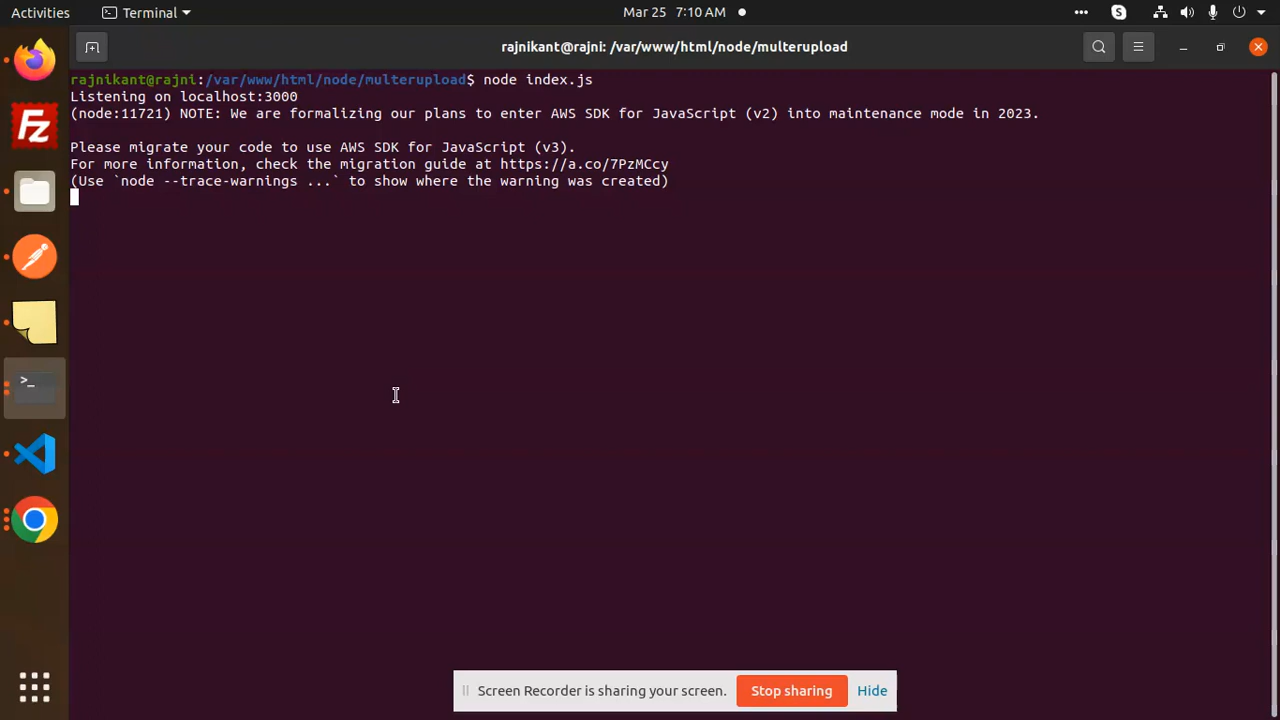 Activities
Terminal
Mar 25 7:10 AM
rajnikant@rajni: /var/www/html/node/multerupload
rajnikant@rajni:/var/www/html/node/multerupload$ node index.js
Listening on localhost:3000
(node:11721) NOTE: We are formalizing our plans to enter AWS SDK for JavaScript (v2) into maintenance mode in 2023.
Please migrate your code to use AWS SDK for JavaScript (v3).
For more information, check the migration guide at https://a.co/7PzMCcy
(Use `node --trace-warnings ...` to show where the warning was created)
Screen Recorder is sharing your screen.
Stop sharing
Hide